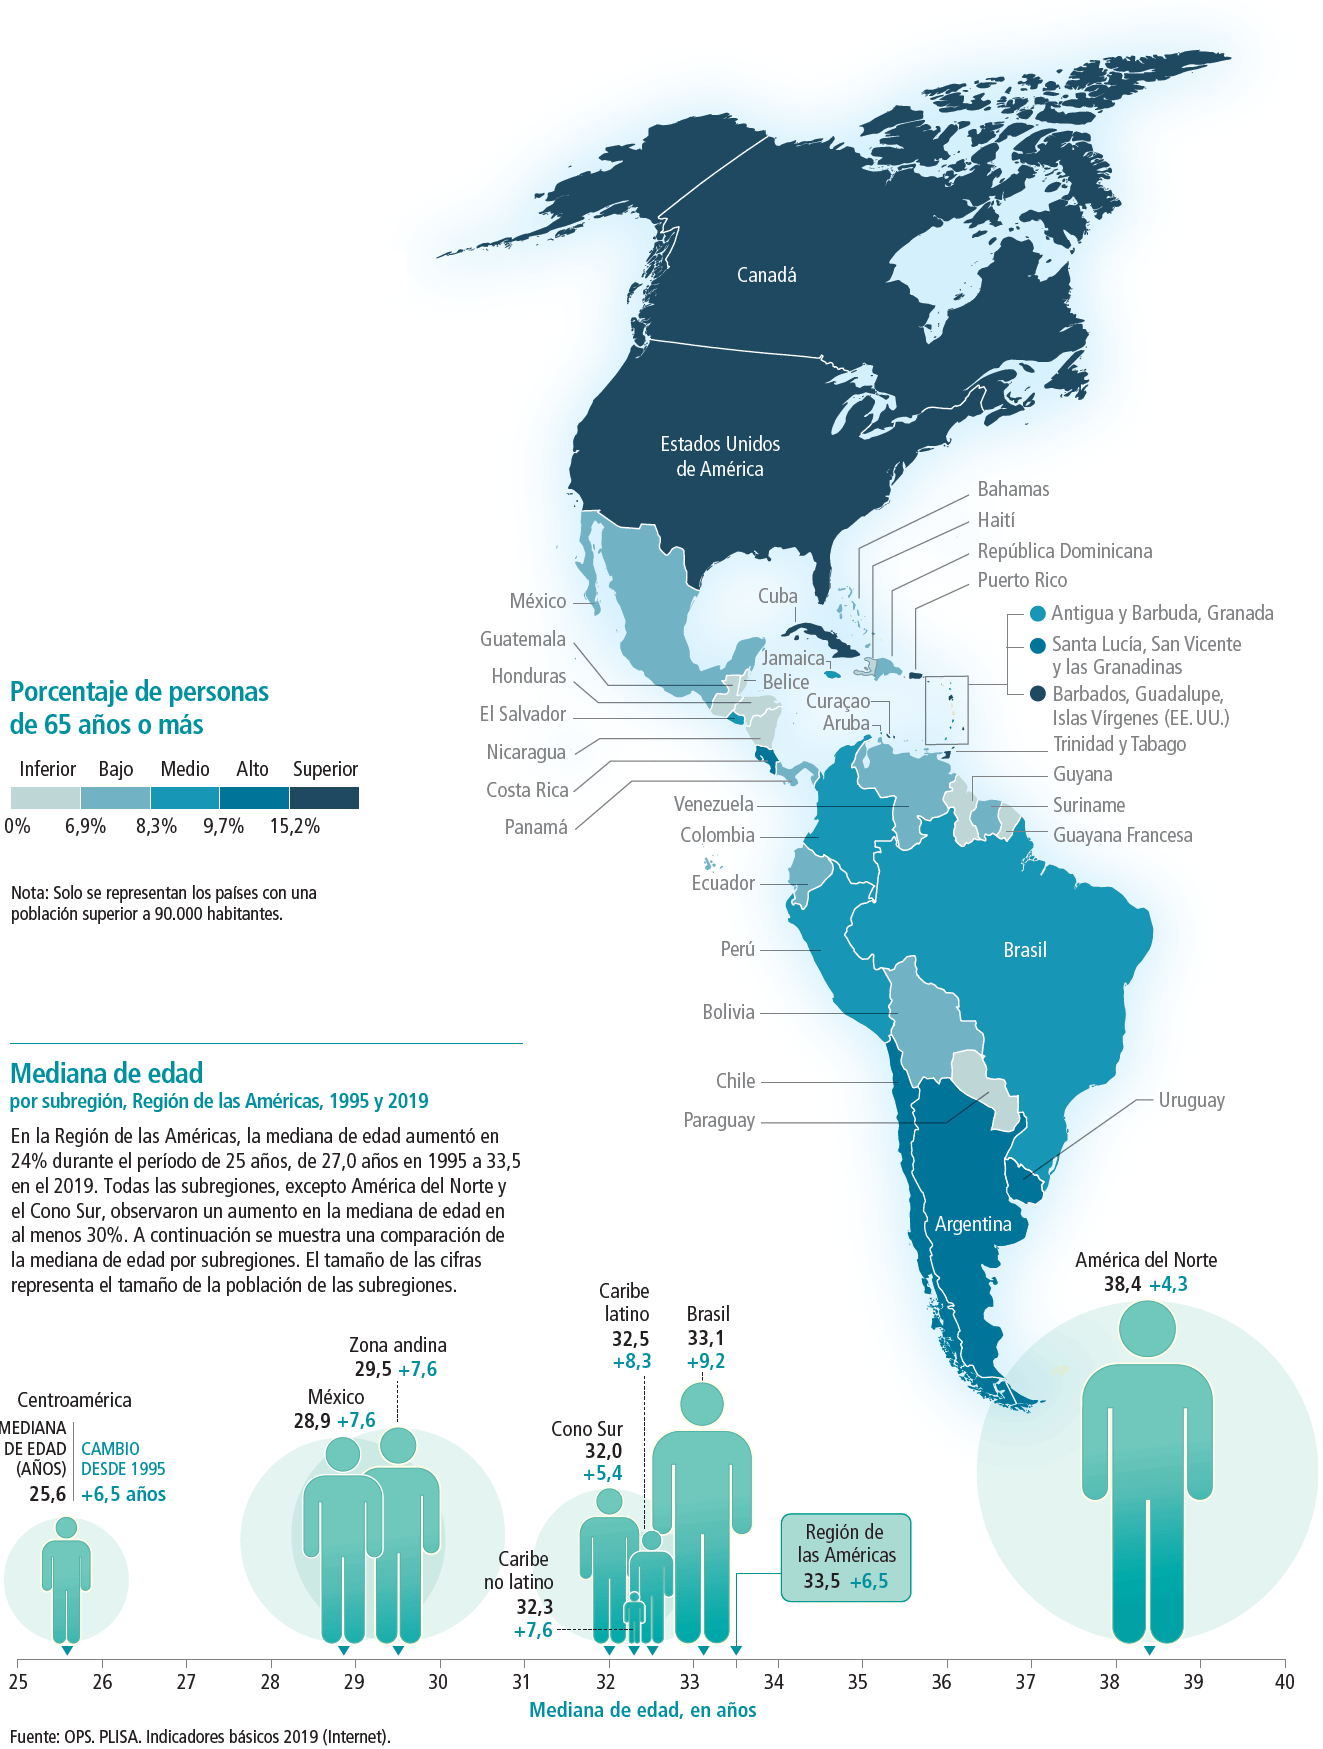 Canadá
Estados Unidos
de América
Bahamas
Haití
República Dominicana
Puerto Rico
Antigua y Barbuda, Granada
Santa Lucía, San Vicente
y las Granadinas
Barbados, Guadalupe,
Islas Vírgenes (EE. UU.)
Trinidad y Tabago
Guyana
Suriname
Guayana Francesa
Cuba
Jamaica
Belice
Curaçao
Aruba
México
Guatemala
Honduras
El Salvador
Nicaragua
Costa Rica
Panamá
Venezuela
Colombia
Ecuador
Perú
Brasil
Bolivia
Chile
Paraguay
Uruguay
Argentina
Porcentaje de personas
de 65 años o más
Inferior Bajo Medio Alto Superior
0% 6,9% 8,3% 9,7% 15,2%
Nota: Solo se representan los países con una
población superior a 90.000 habitantes.
Mediana de edad
por subregión, Región de las Américas, 1995 y 2019
En la Región de las Américas, la mediana de edad aumentó en
24% durante el período de 25 años, de 27,0 años en 1995 a 33,5
en el 2019. Todas las subregiones, excepto América del Norte y
el Cono Sur, observaron un aumento en la mediana de edad en
al menos 30%. A continuación se muestra una comparación de
la mediana de edad por subregiones. El tamaño de las cifras
representa el tamaño de la población de las subregiones.
Centroamérica
MEDIANA
DE EDAD
(AÑOS)
25,6
CAMBIO
DESDE 1995
+6,5 años
México
28,9 +7,6
Zona andina
29,5 +7,6
Cono Sur
32,0
+5,4
Caribe
no latino
32,3
+7,6
Caribe
latino
32,5
+8,3
Brasil
33,1
+9,2
Región de
las Américas
33,5 +6,5
América del Norte
38,4 +4,3
25 26 27 28 29 30 31 32 33 34 35 36 37 38 39 40
Mediana de edad, en años
Fuente: OPS. PLISA. Indicadores básicos 2019 (Internet).